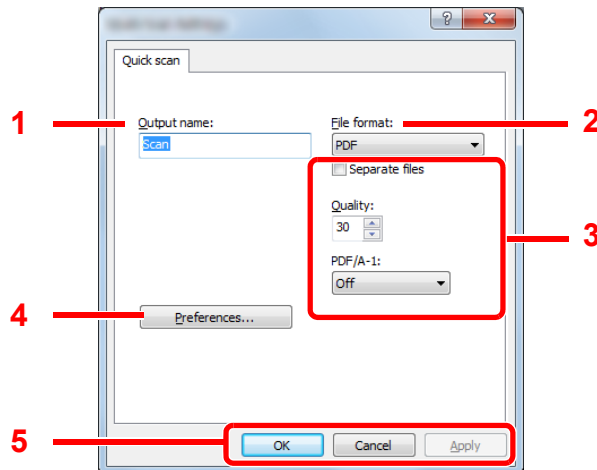 Quick scan
1
Output name:
Scan
File format:
2
PDF
Separate files
Quality:
30
3
PDF/A-1:
Off
4
Preferences...
5
OK
Cancel
Apply